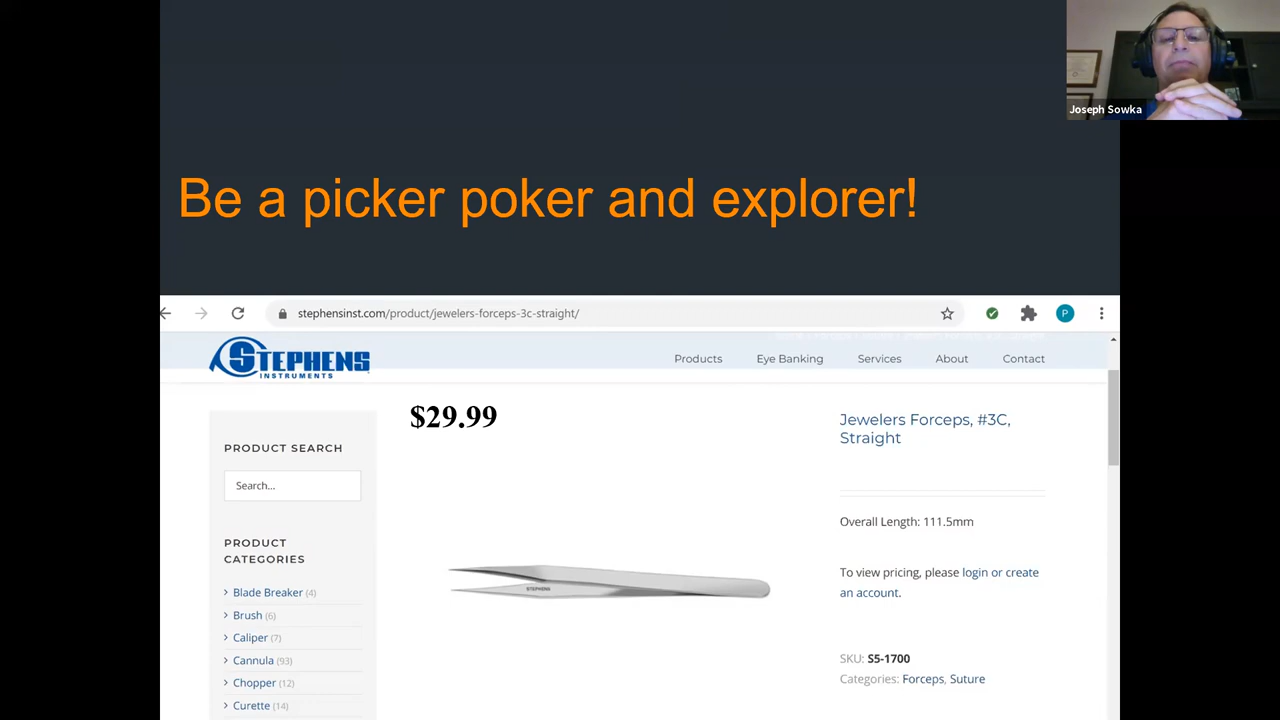 Joseph Sowka
Be a picker poker and explorer!
stephensinst.com/product/jewelers-forceps-3c-straight/
P
STEPHENS
INSTRUMENTS
Products Eye Banking Services About Contact
$29.99
Jewelers Forceps, #3C,
Straight
PRODUCT SEARCH
Search...
Overall Length: 111.5mm
PRODUCT
CATEGORIES
To view pricing, please login or create
an account.
STEPHENS
Blade Breaker (4)
Brush (6)
Caliper (7)
Cannula (93)
Chopper (12)
Curette (14)
SKU: S5-1700
Categories: Forceps, Suture